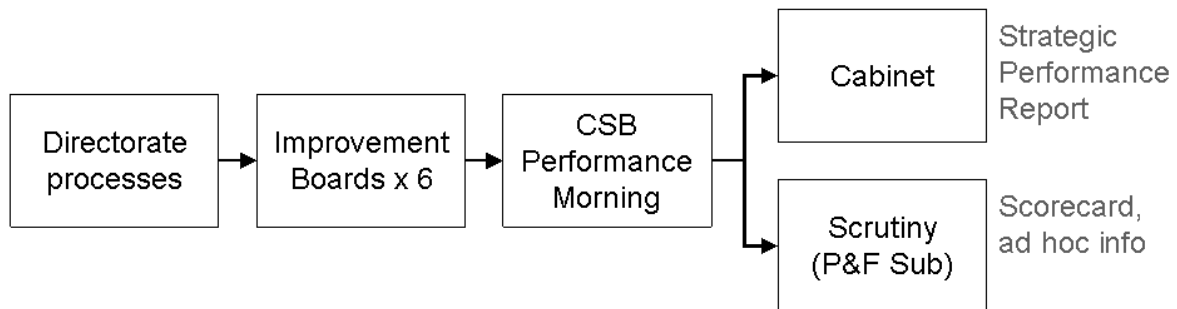 Directorate
processes
Improvement
Boards x 6
CSB
Performance
Morning
Cabinet
Strategic
Performance
Report
Scrutiny
(P&F Sub)
Scorecard,
ad hoc info